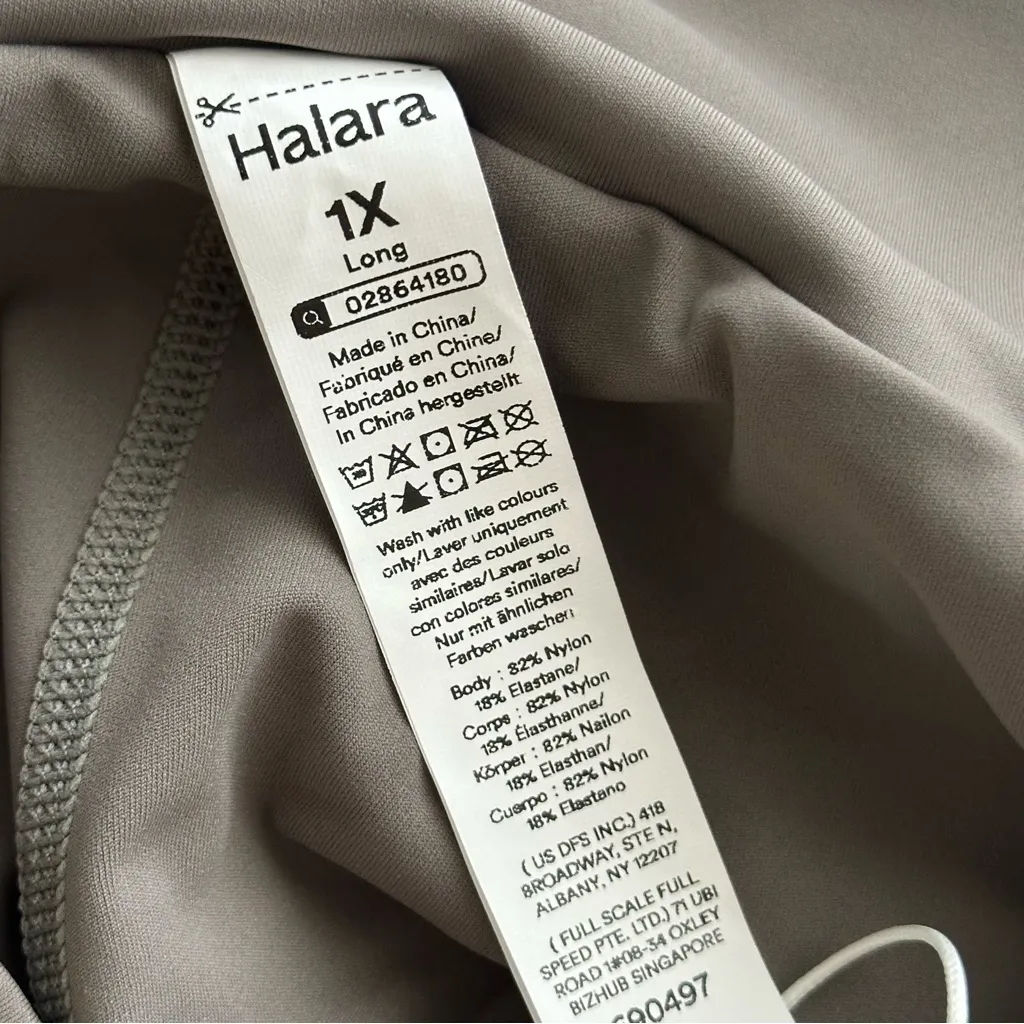 Halara
1X
Long
02864180
Made in China/
Fabriqué en Chine/
Fabricado en China/
In China hergestellt
Wash with like colours
only/Laver uniquement
avec des couleurs
similaires/Lavar solo
con colores similares/
Nur mit ähnlichen
Farben waschen
Body : 82% Nylon
18% Elastane/
Corps : 82% Nylon
18% Élasthanne/
Körper : 82% Nailon
18% Elasthan/
Cuerpo : 82% Nylon
18% Elastano
( US DFS INC.) 418
BROADWAY, STE N,
ALBANY, NY 12207
( FULL SCALE FULL
SPEED PTE. LTD.) 71 UBI
ROAD 1#08-34 OXLEY
BIZHUB SINGAPORE
690497